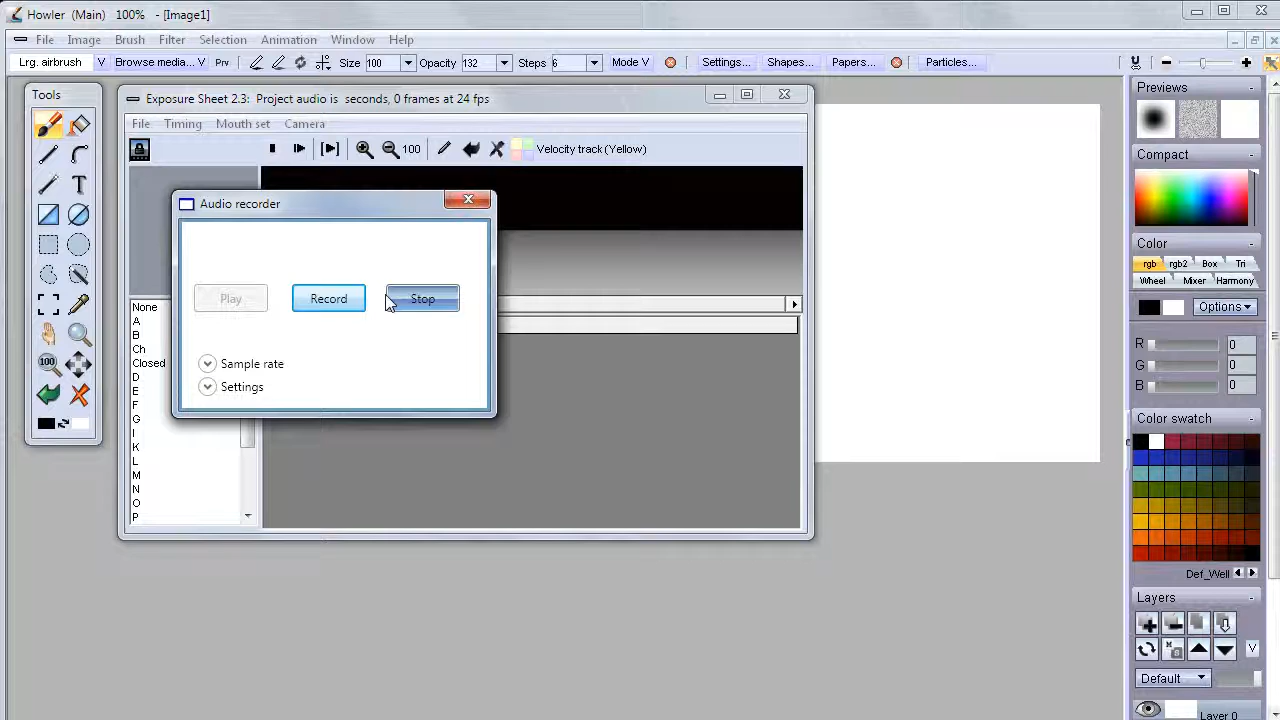 Howler (Main) 100% - [Image1]
File Image Brush Filter Selection Animation Window Help
Lrg. airbrush V Browse media... V Prv Size 100 Opacity 132 Steps 6 Mode V Settings... Shapes... Papers... Particles...
Tools
T
100
Exposure Sheet 2.3: Project audio is seconds, 0 frames at 24 fps
File Timing Mouth set Camera
100 Velocity track (Yellow)
Audio recorder
Play Record Stop
Sample rate
Settings
None
A
B
Ch
Closed
D
E
F
G
I
K
L
M
N
O
P
Previews -
Compact -
Color -
rgb rgb2 Box Tri
Wheel Mixer Harmony
Options
R 0
G 0
B 0
Color swatch -
Def_Well
Layers -
V
Default
Layer 0